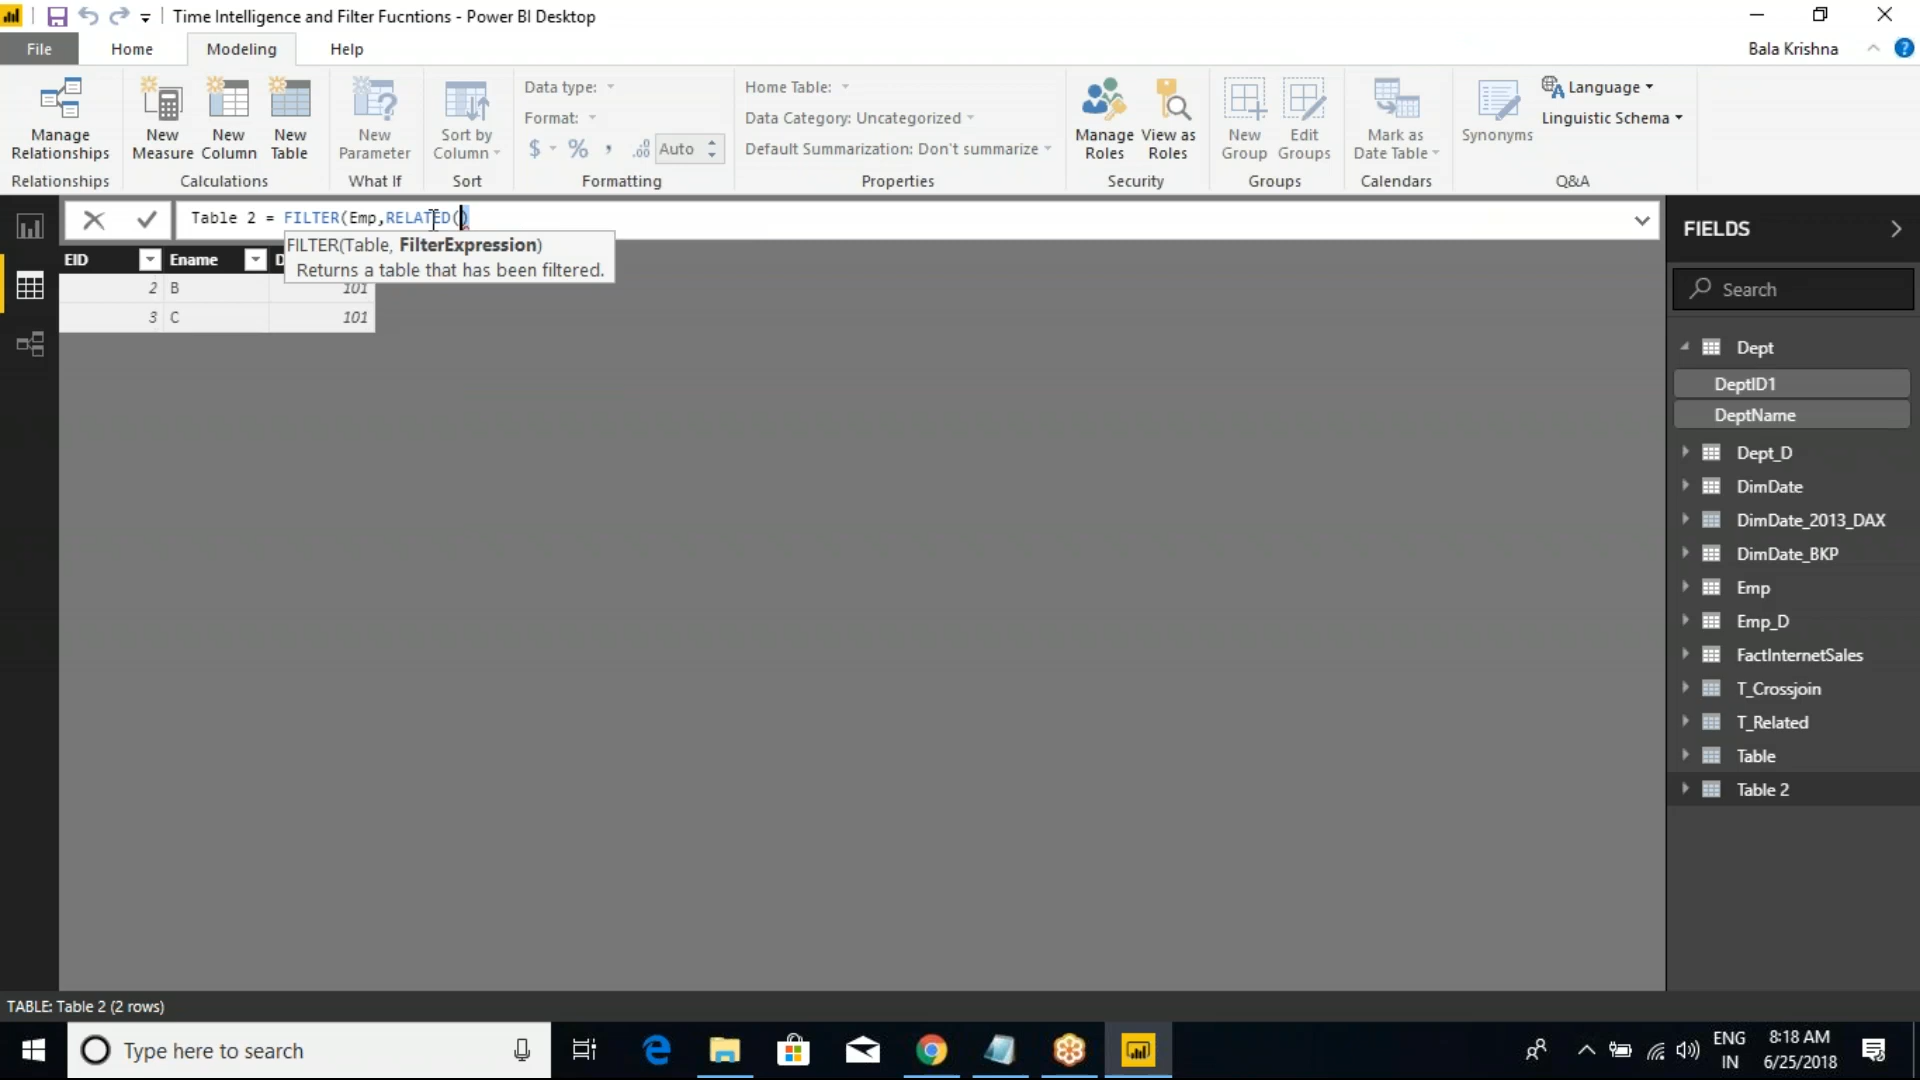 Time Intelligence and Filter Fucntions - Power BI Desktop
File Home Modeling Help Bala Krishna ?
Manage Relationships
New Measure
New Column
New Table
New Parameter
Sort by Column
Data type:
Format:
$ % , .00 Auto
Home Table:
Data Category: Uncategorized
Default Summarization: Don't summarize
Manage Roles
View as Roles
New Group
Edit Groups
Mark as Date Table
Synonyms
Language
Linguistic Schema
Relationships Calculations What If Sort Formatting Properties Security Groups Calendars Q&A
Table 2 = FILTER(Emp,RELATED()
FILTER(Table, FilterExpression)
Returns a table that has been filtered.
EID Ename D
2 B 101
3 C 101
FIELDS
Search
Dept
DeptID1
DeptName
Dept_D
DimDate
DimDate_2013_DAX
DimDate_BKP
Emp
Emp_D
FactInternetSales
T_Crossjoin
T_Related
Table
Table 2
TABLE: Table 2 (2 rows)
Type here to search
ENG
IN
8:18 AM
6/25/2018